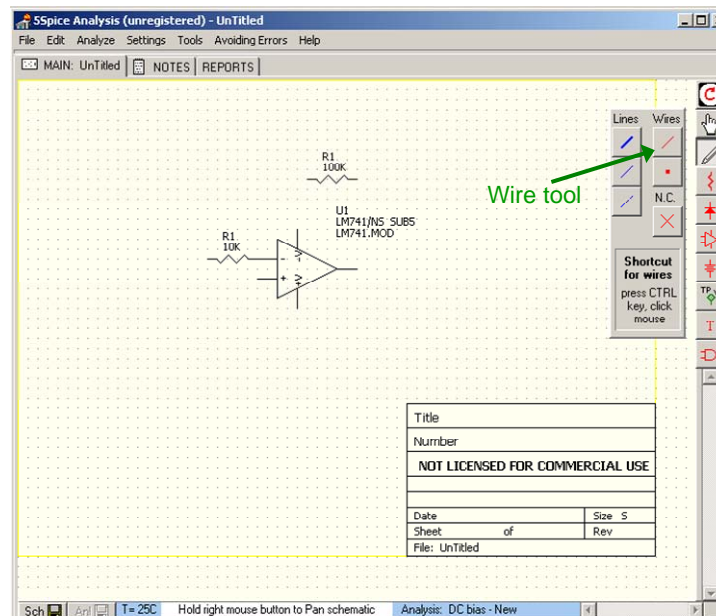 5Spice Analysis (unregistered) - UnTitled
File Edit Analyze Settings Tools Avoiding Errors Help
MAIN: UnTitled NOTES REPORTS
Lines Wires
R1
100K
Wire tool
N.C.
U1
LM741/NS SUB5
LM741.MOD
R1
10K
- V -
+ V +
Shortcut
for wires
press CTRL
key, click
mouse
TP
T
Title
Number
NOT LICENSED FOR COMMERCIAL USE
Date Size S
Sheet of Rev
File: UnTitled
Sch Anl T= 25C Hold right mouse button to Pan schematic Analysis: DC bias - New